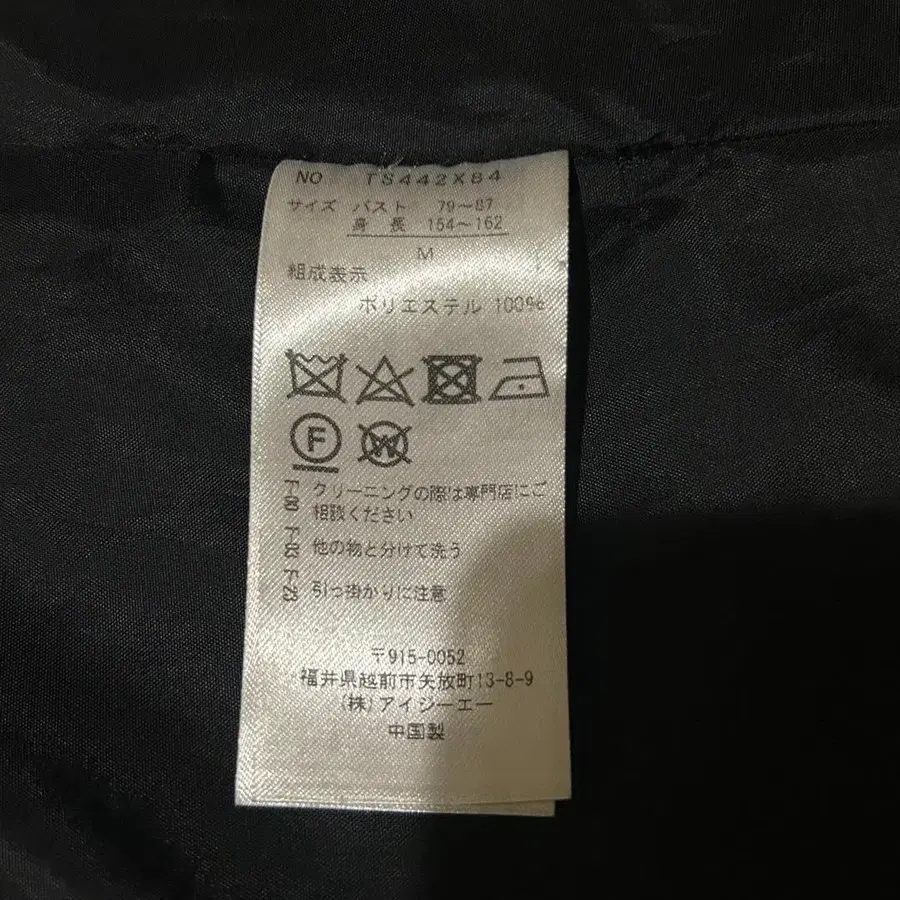 NO TS442X84
サイズ バスト 79～87
身長 154～162
M
組成表示
ポリエステル 100%
F
W
クリーニングの際は専門店にご
相談ください
他の物と分けて洗う
引っ掛かりに注意
〒915-0052
福井県越前市矢放町13-8-9
(株)アイジーエー
中国製